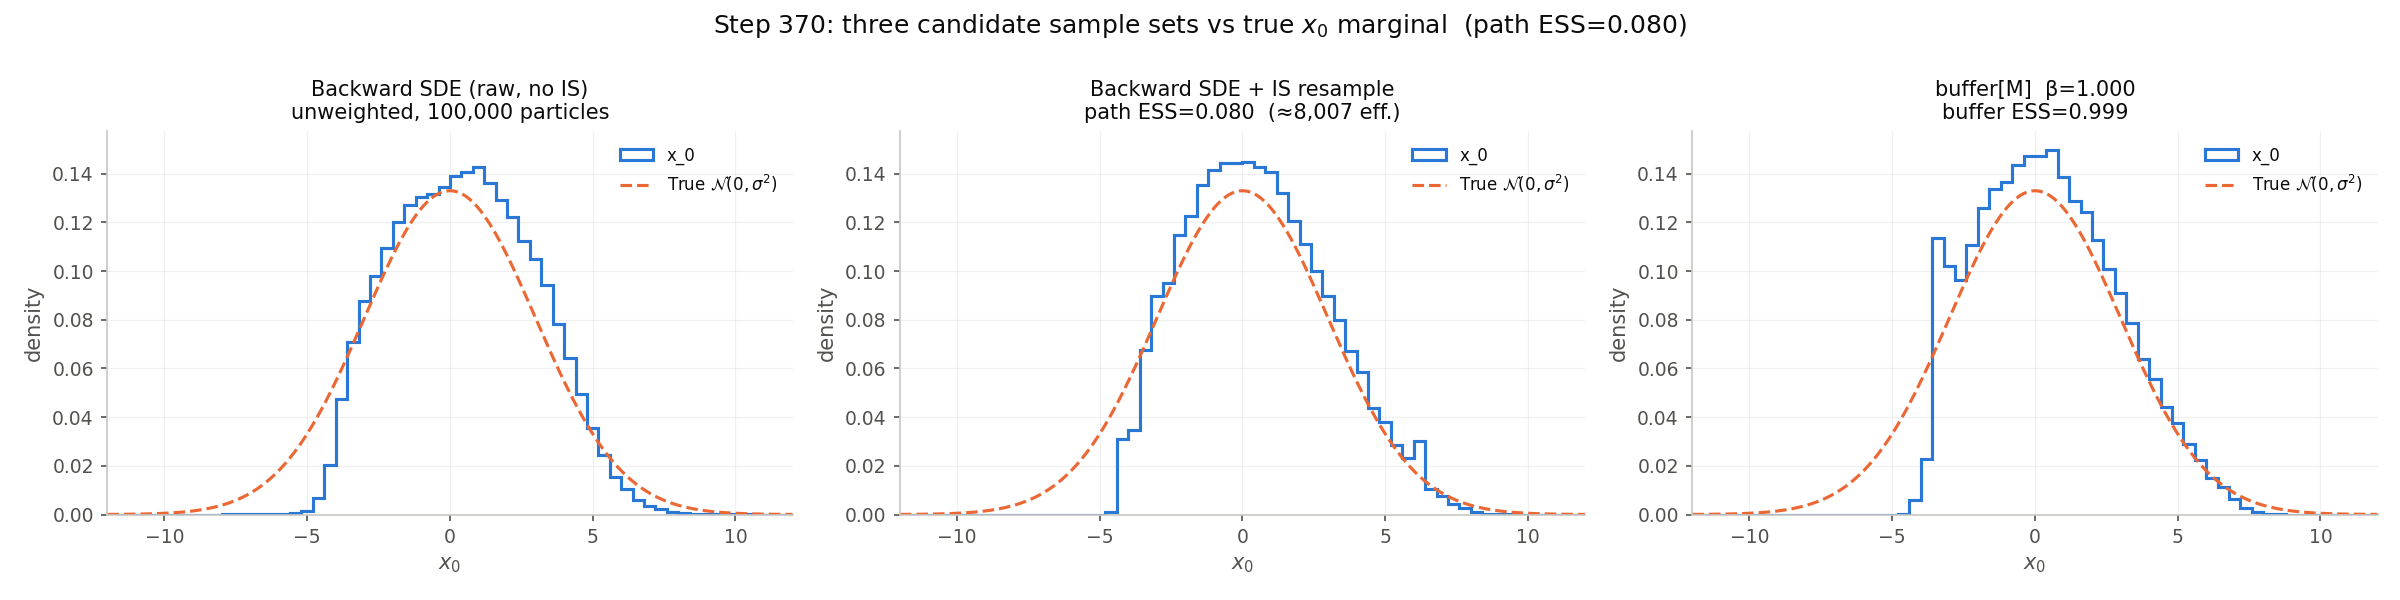 Step 370: three candidate sample sets vs true x₀ marginal  (path ESS=0.080)
Backward SDE (raw, no IS)
unweighted, 100,000 particles
density
0.14
0.12
0.10
0.08
0.06
0.04
0.02
0.00
x_0
True 𝒩(0, σ²)
−10
−5
0
5
10
x₀
Backward SDE + IS resample
path ESS=0.080  (≈8,007 eff.)
density
0.14
0.12
0.10
0.08
0.06
0.04
0.02
0.00
x_0
True 𝒩(0, σ²)
−10
−5
0
5
10
x₀
buffer[M]  β=1.000
buffer ESS=0.999
density
0.14
0.12
0.10
0.08
0.06
0.04
0.02
0.00
x_0
True 𝒩(0, σ²)
−10
−5
0
5
10
x₀